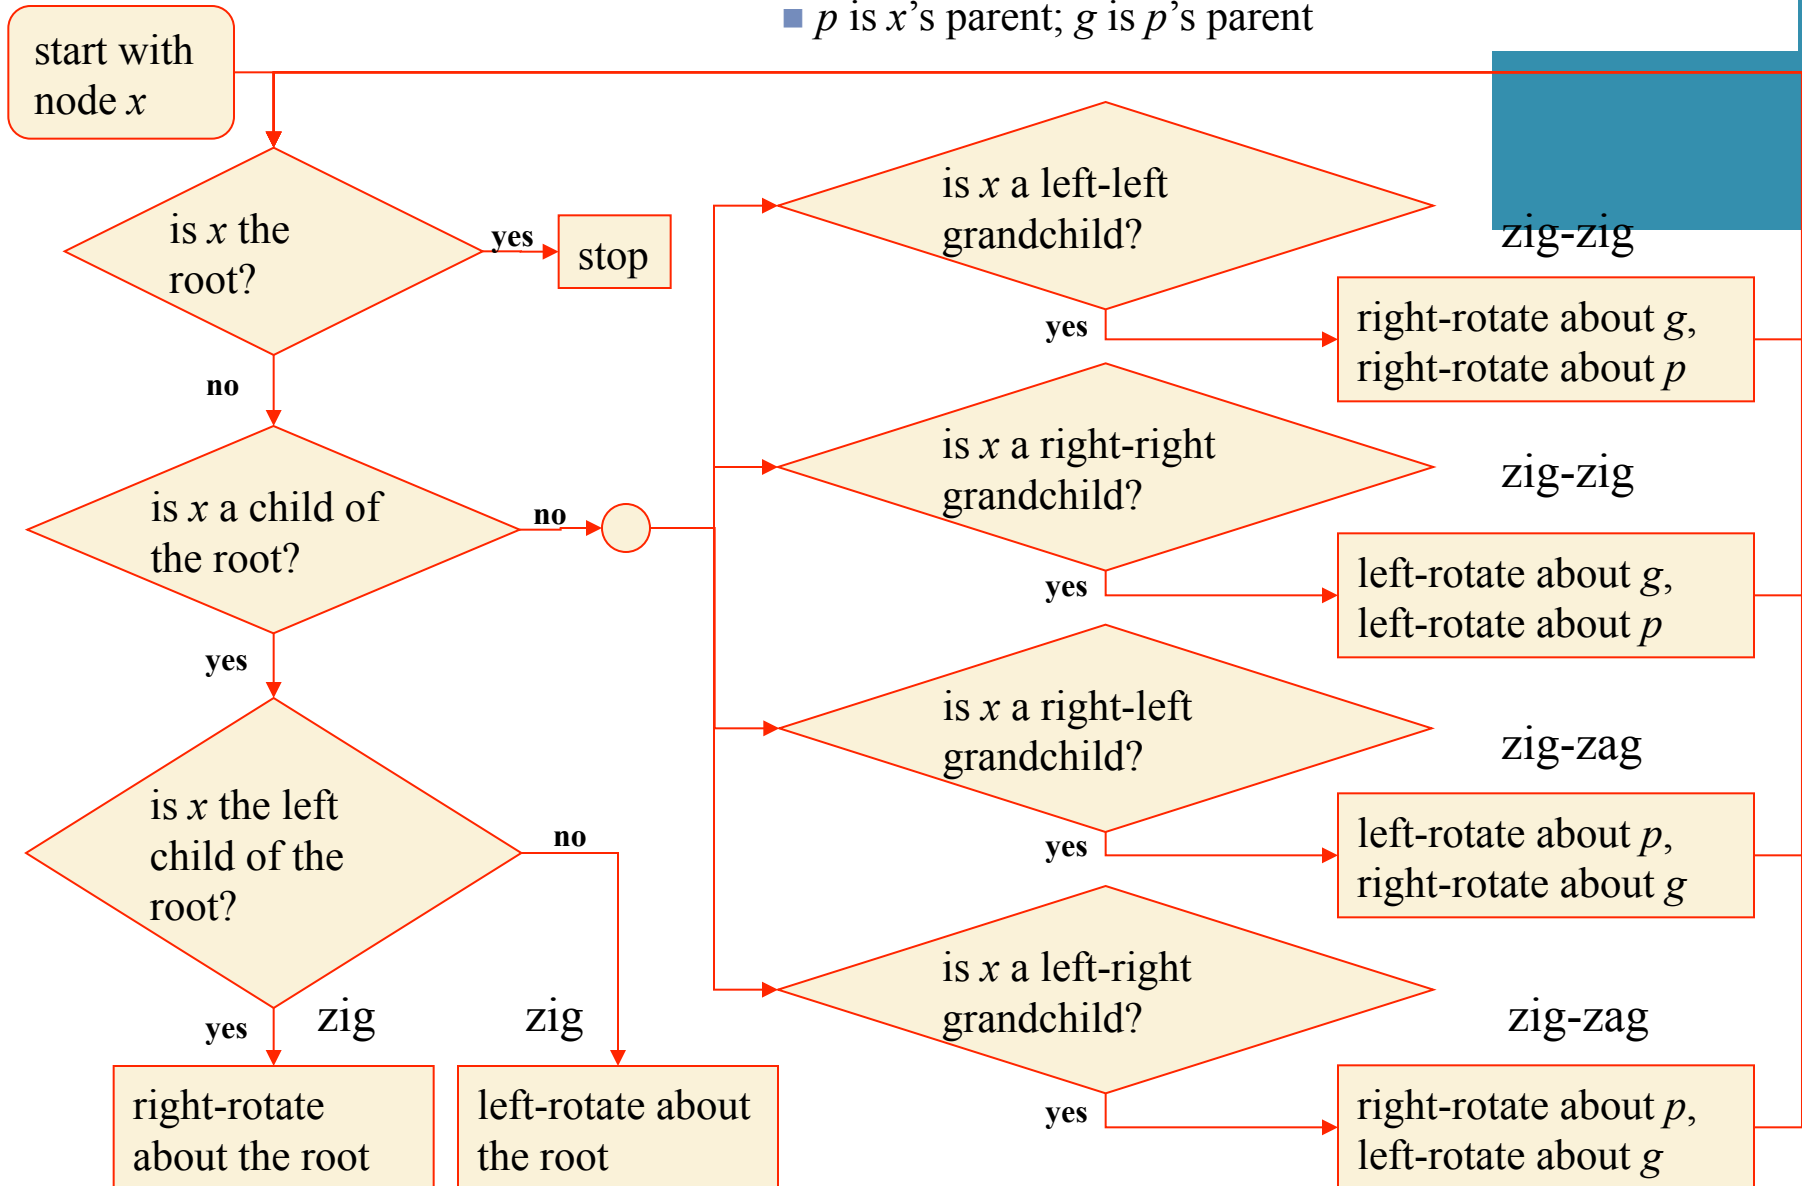 ■ p is x’s parent; g is p’s parent
start with
node x
is x the
root?
yes
stop
no
is x a child of
the root?
no
yes
is x the left
child of the
root?
no
yes
zig
zig
right-rotate
about the root
left-rotate about
the root
is x a left-left
grandchild?
zig-zig
yes
right-rotate about g,
right-rotate about p
is x a right-right
grandchild?
zig-zig
yes
left-rotate about g,
left-rotate about p
is x a right-left
grandchild?
zig-zag
yes
left-rotate about p,
right-rotate about g
is x a left-right
grandchild?
zig-zag
yes
right-rotate about p,
left-rotate about g